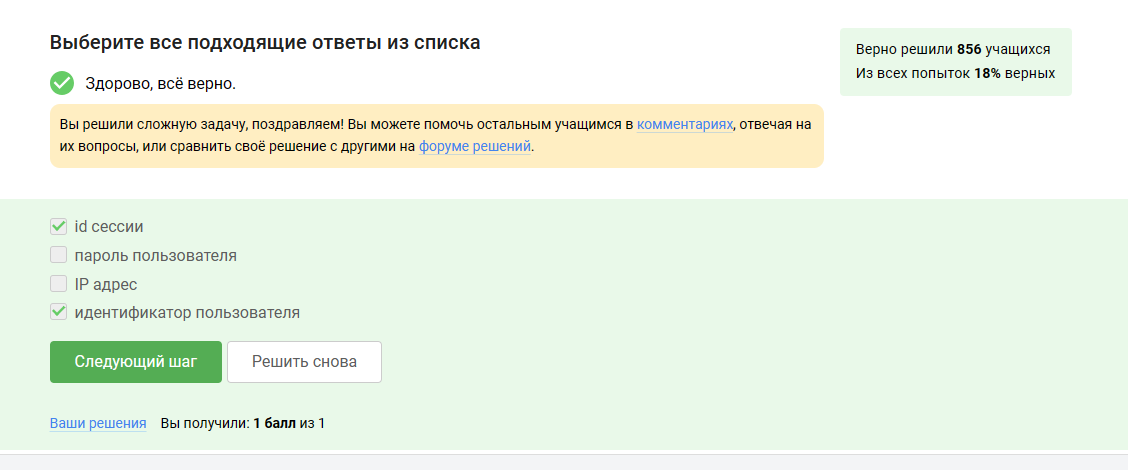 Выберите все подходящие ответы из списка
Верно решили 856 учащихся
Из всех попыток 18% верных
Здорово, всё верно.
Вы решили сложную задачу, поздравляем! Вы можете помочь остальным учащимся в комментариях, отвечая на
их вопросы, или сравнить своё решение с другими на форуме решений.
id сессии
пароль пользователя
IP адрес
идентификатор пользователя
Следующий шаг
Решить снова
Ваши решения Вы получили: 1 балл из 1